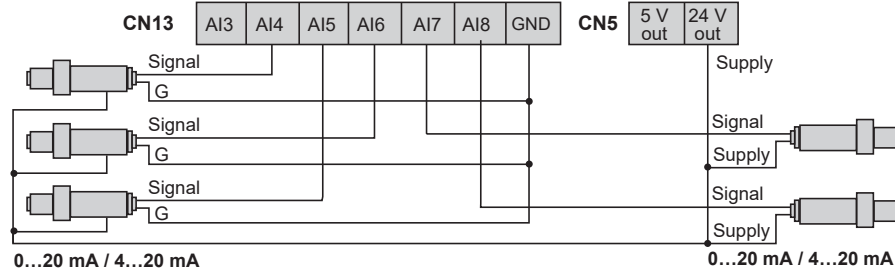 CN13 AI3 AI4 AI5 AI6 AI7 AI8 GND CN5 5 V out 24 V out
Signal
G
Supply
Signal
G
Signal
Supply
Signal
G
Signal
Supply
0...20 mA / 4...20 mA
0...20 mA / 4...20 mA